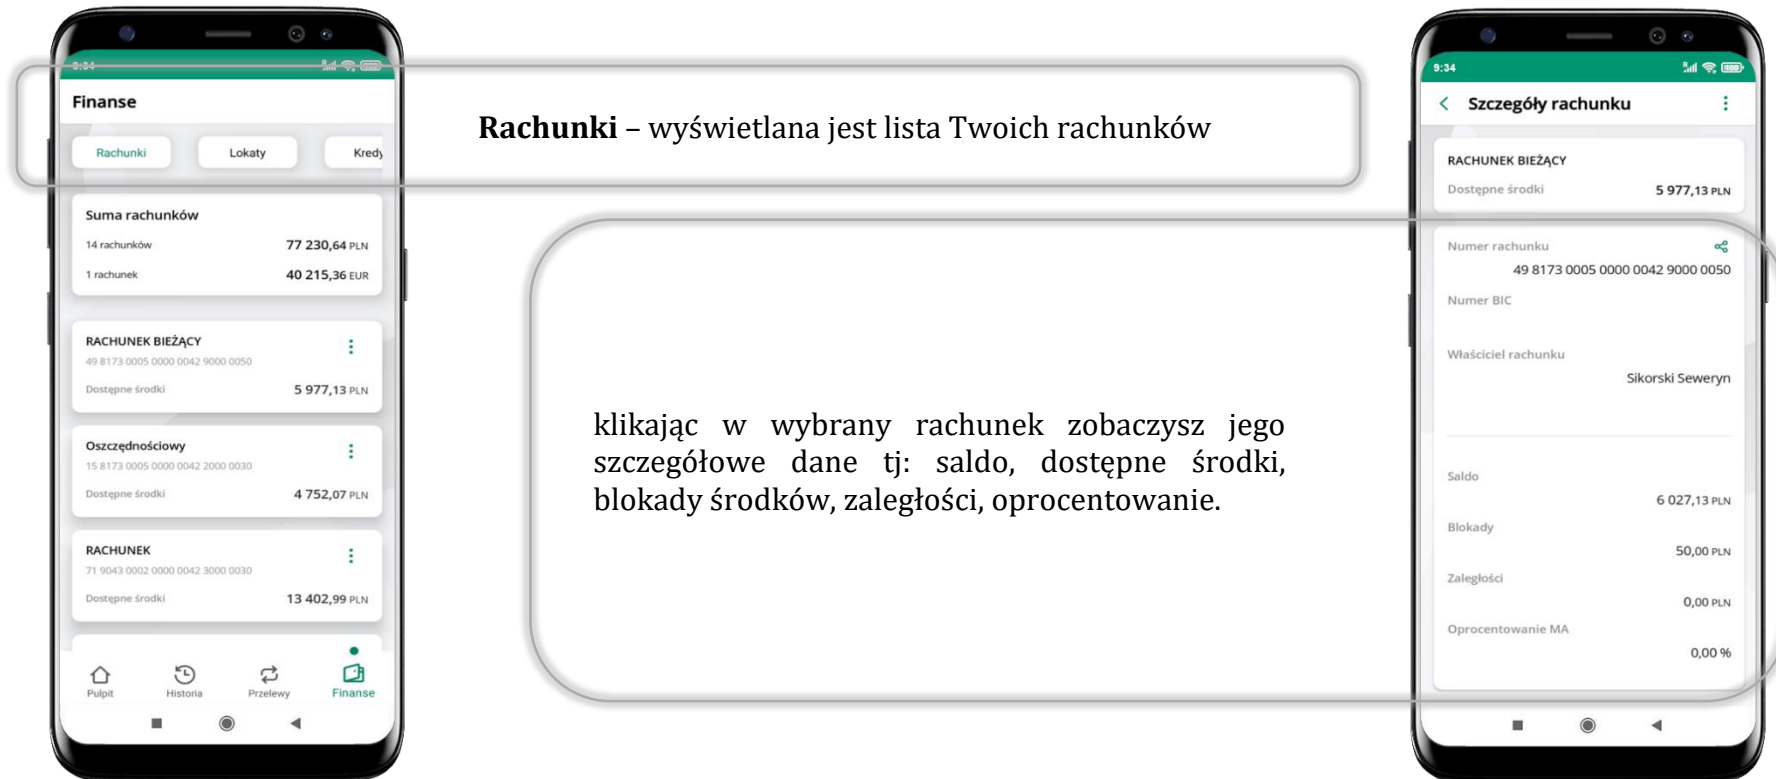 9:34
Finanse
Rachunki Lokaty Kredy
Suma rachunków
14 rachunków 77 230,64 PLN
1 rachunek 40 215,36 EUR
RACHUNEK BIEŻĄCY
49 8173 0005 0000 0042 9000 0050
Dostępne środki 5 977,13 PLN
Oszczędnościowy
15 8173 0005 0000 0042 2000 0030
Dostępne środki 4 752,07 PLN
RACHUNEK
71 9043 0002 0000 0042 3000 0030
Dostępne środki 13 402,99 PLN
Pulpit Historia Przelewy Finanse
Rachunki – wyświetlana jest lista Twoich rachunków
klikając w wybrany rachunek zobaczysz jego
szczegółowe dane tj: saldo, dostępne środki,
blokady środków, zaległości, oprocentowanie.
9:34
Szczegóły rachunku
RACHUNEK BIEŻĄCY
Dostępne środki 5 977,13 PLN
Numer rachunku
49 8173 0005 0000 0042 9000 0050
Numer BIC
Właściciel rachunku
Sikorski Seweryn
Saldo
6 027,13 PLN
Blokady
50,00 PLN
Zaległości
0,00 PLN
Oprocentowanie MA
0,00 %